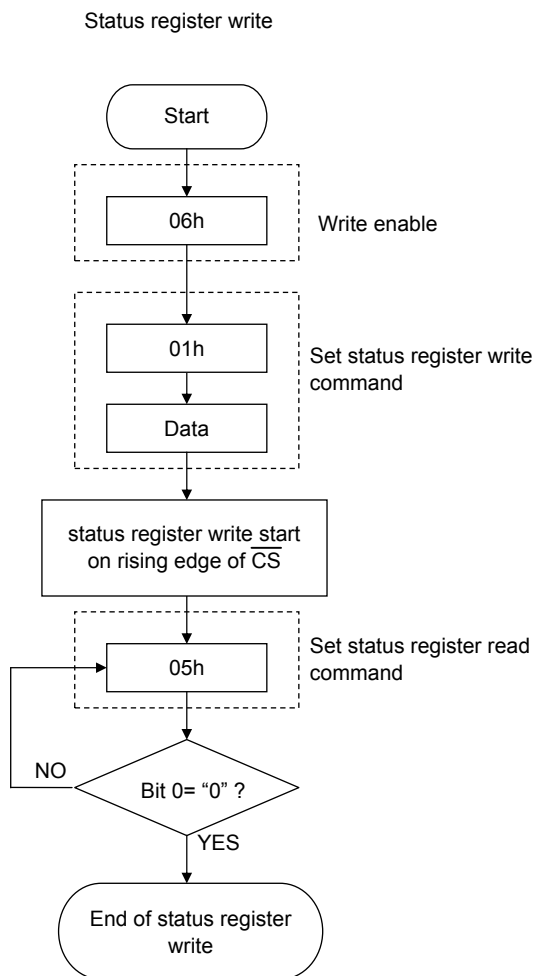 Status register write
Start
06h
Write enable
01h
Set status register write
command
Data
status register write start
on rising edge of C̅S̅
05h
Set status register read
command
NO
Bit 0= “0” ?
YES
End of status register
write